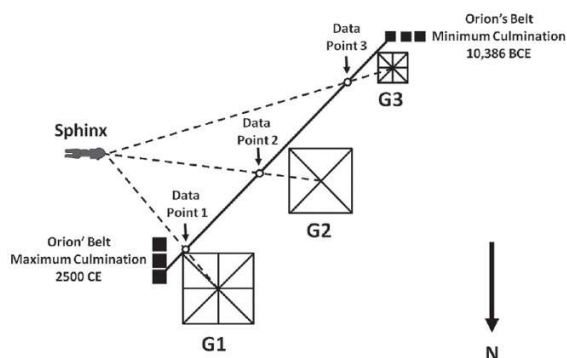 Orion's Belt
Minimum Culmination
10,386 BCE
Data
Point 3
G3
Sphinx
Data
Point 2
G2
Data
Point 1
Orion' Belt
Maximum Culmination
2500 CE
G1
N